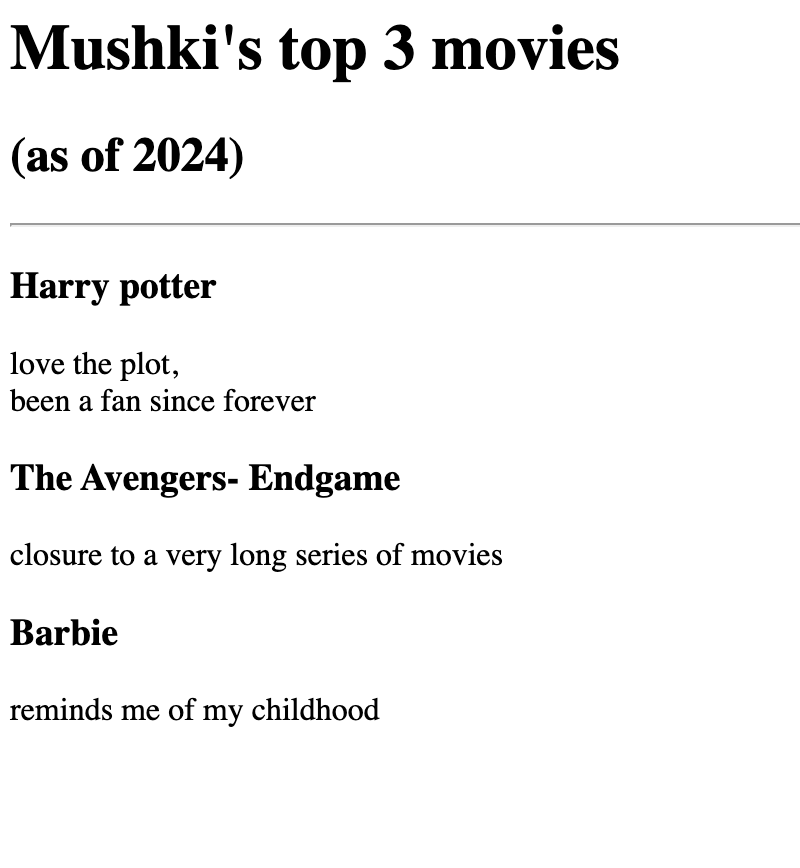 Mushki's top 3 movies
(as of 2024)
Harry potter
love the plot,
been a fan since forever
The Avengers- Endgame
closure to a very long series of movies
Barbie
reminds me of my childhood